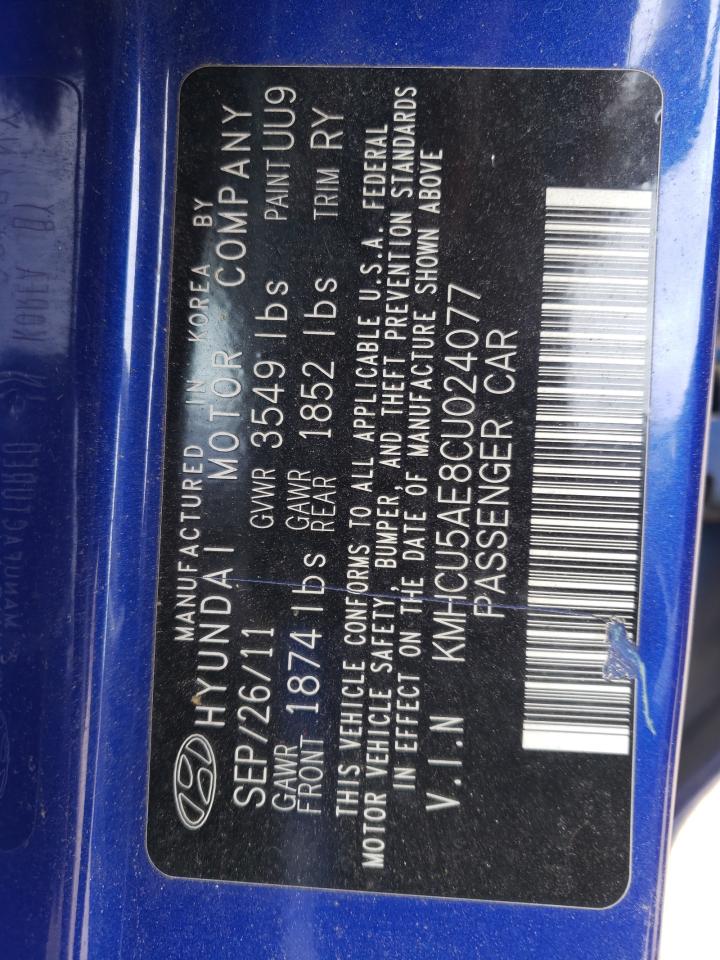 MANUFACTURED IN KOREA BY
HYUNDAI MOTOR COMPANY
SEP/26/11 GVWR 3549 lbs PAINT UU9
GAWR FRONT 1874 lbs GAWR REAR 1852 lbs TRIM RY
THIS VEHICLE CONFORMS TO ALL APPLICABLE U.S.A. FEDERAL
MOTOR VEHICLE SAFETY, BUMPER, AND THEFT PREVENTION STANDARDS
IN EFFECT ON THE DATE OF MANUFACTURE SHOWN ABOVE
V.I.N KMHCU5AE8CU024077
PASSENGER CAR